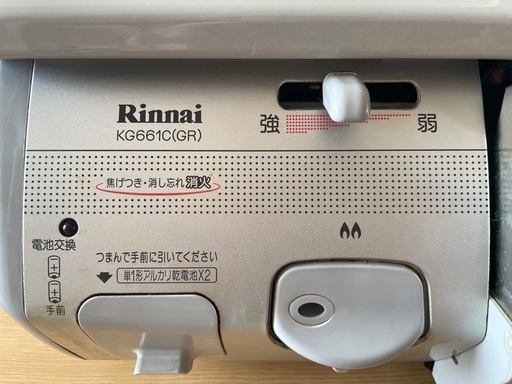 Rinnai
KG661C(GR)
強 弱
焦げつき・消し忘れ消火
電池交換
手前
つまんで手前に引いてください
単1形アルカリ乾電池X2